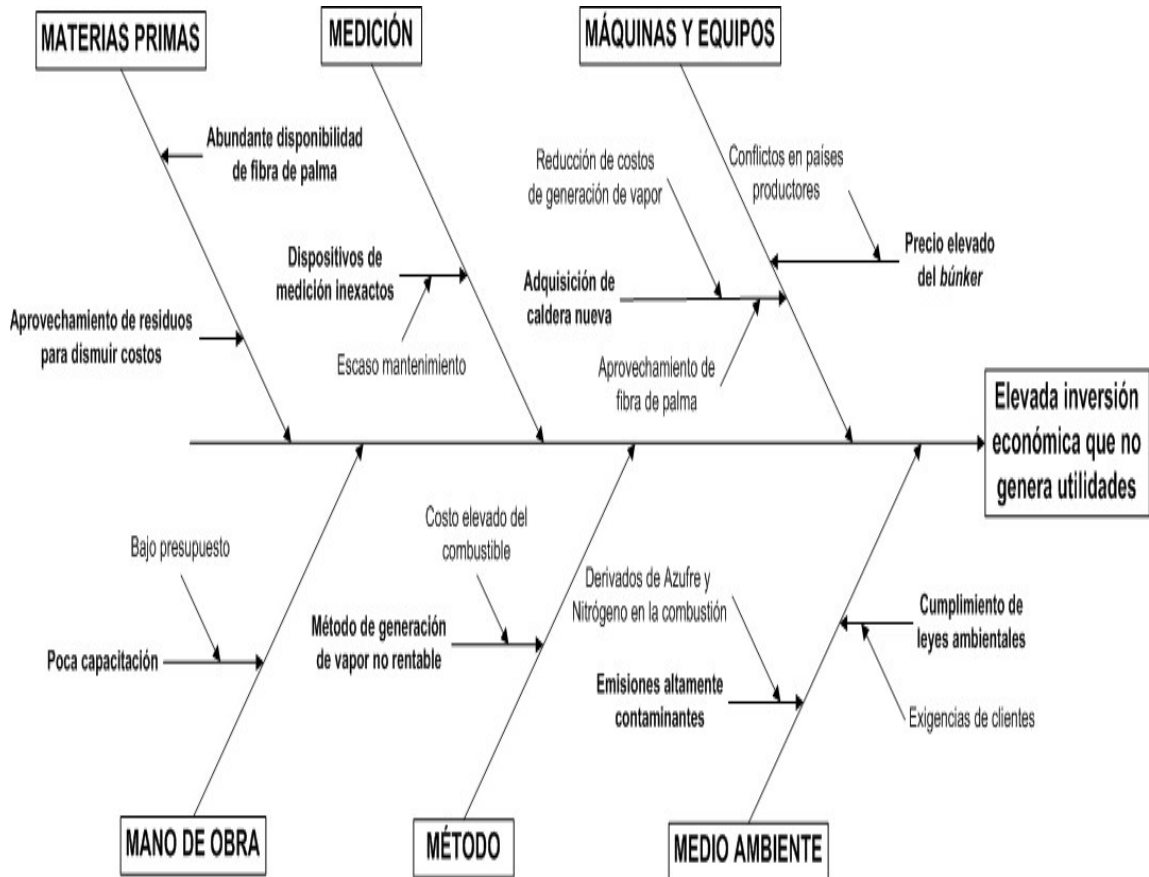 MATERIAS PRIMAS
MEDICIÓN
MÁQUINAS Y EQUIPOS
Abundante disponibilidad
de fibra de palma
Reducción de costos
de generación de vapor
Conflictos en países
productores
Dispositivos de
medición inexactos
Adquisición de
caldera nueva
Precio elevado
del búnker
Aprovechamiento de residuos
para dismuir costos
Escaso mantenimiento
Aprovechamiento de
fibra de palma
Elevada inversión
económica que no
genera utilidades
Bajo presupuesto
Costo elevado del
combustible
Derivados de Azufre y
Nitrógeno en la combustión
Cumplimiento de
leyes ambientales
Poca capacitación
Método de generación
de vapor no rentable
Emisiones altamente
contaminantes
Exigencias de clientes
MANO DE OBRA
MÉTODO
MEDIO AMBIENTE